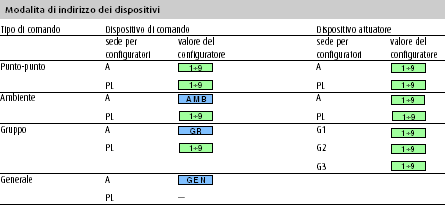 Modalita di indirizzo dei dispositivi
Tipo di comando Dispositivo di comando Dispositivo attuatore
sede per configuratori valore del configuratore sede per configuratori valore del configuratore
Punto-punto A 1÷9 A 1÷9
PL 1÷9 PL 1÷9
Ambiente A AMB A 1÷9
PL 1÷9 PL 1÷9
Gruppo A GR G1 1÷9
PL 1÷9 G2 1÷9
G3 1÷9
Generale A GEN
PL —